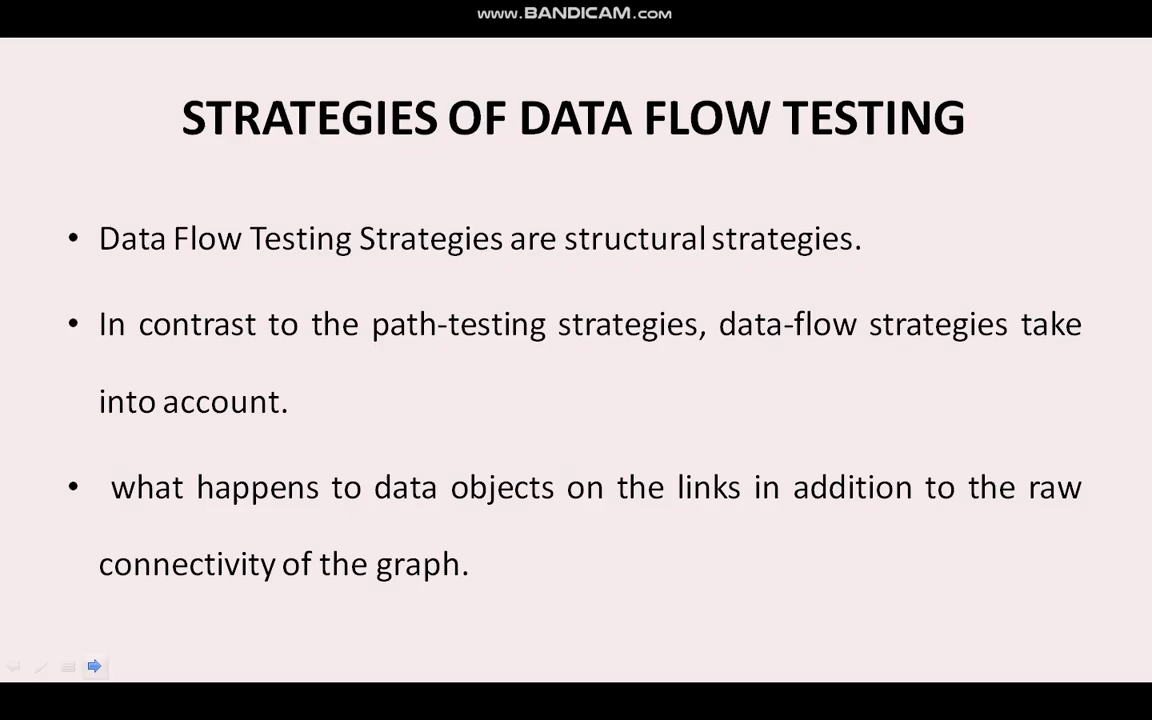 www.BANDICAM.com
STRATEGIES OF DATA FLOW TESTING
• Data Flow Testing Strategies are structural strategies.
• In contrast to the path-testing strategies, data-flow strategies take
into account.
• what happens to data objects on the links in addition to the raw
connectivity of the graph.